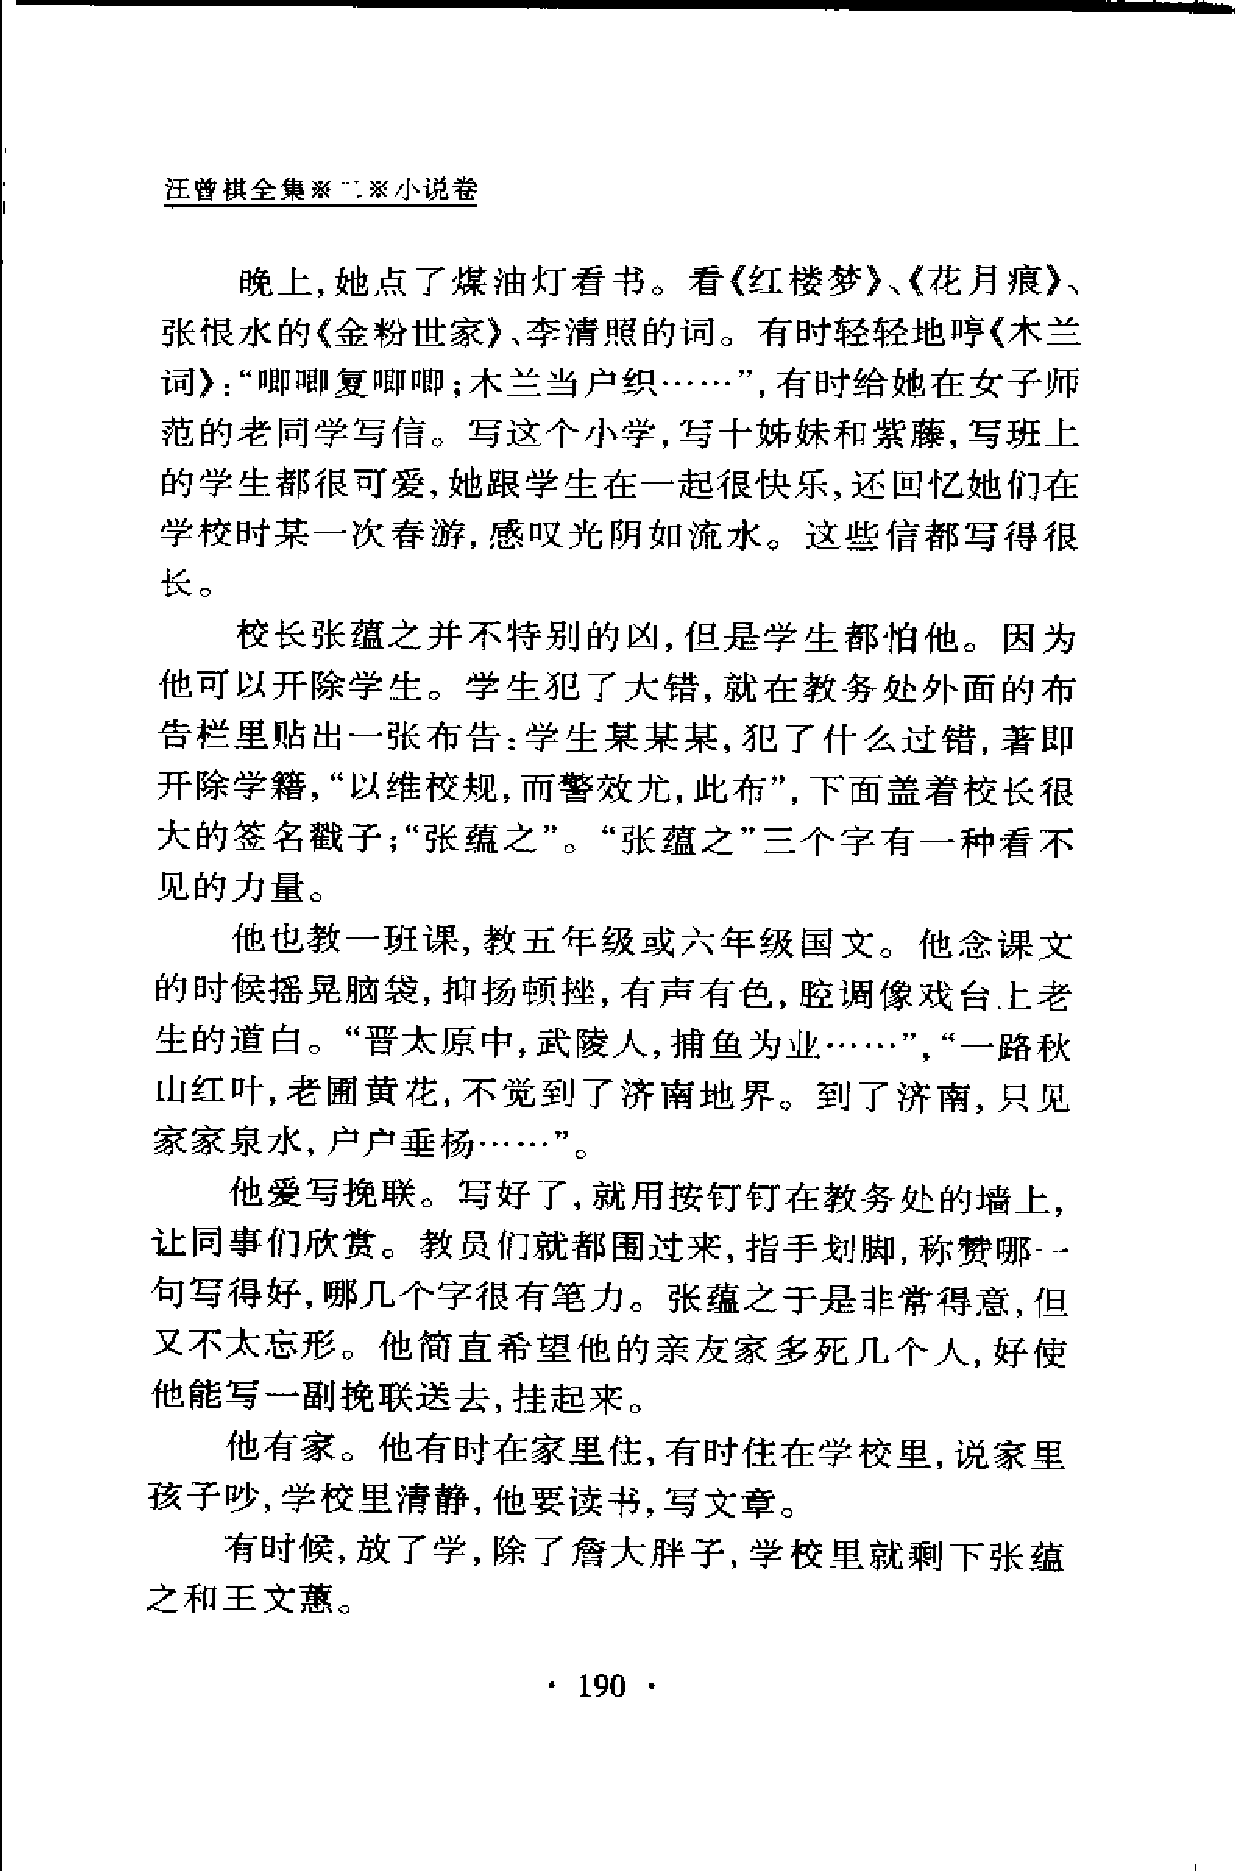 汪曾祺全集※二※小说卷
晚上,她点了煤油灯看书。看《红楼梦》、《花月痕》、
张恨水的《金粉世家》、李清照的词。有时轻轻地哼《木兰
词》:“唧唧复唧唧;木兰当户织……”,有时给她在女子师
范的老同学写信。写这个小学,写十姊妹和紫藤,写班上
的学生都很可爱,她跟学生在一起很快乐,还回忆她们在
学校时某一次春游,感叹光阴如流水。这些信都写得很
长。
校长张蕴之并不特别的凶,但是学生都怕他。因为
他可以开除学生。学生犯了大错,就在教务处外面的布
告栏里贴出一张布告:学生某某某,犯了什么过错,著即
开除学籍,“以维校规,而警效尤,此布”,下面盖着校长很
大的签名戳子;“张蕴之”。“张蕴之”三个字有一种看不
见的力量。
他也教一班课,教五年级或六年级国文。他念课文
的时候摇晃脑袋,抑扬顿挫,有声有色,腔调像戏台上老
生的道白。“晋太原中,武陵人,捕鱼为业……”,“一路秋
山红叶,老圃黄花,不觉到了济南地界。到了济南,只见
家家泉水,户户垂杨……”。
他爱写挽联。写好了,就用按钉钉在教务处的墙上,
让同事们欣赏。教员们就都围过来,指手划脚,称赞哪一
句写得好,哪几个字很有笔力。张蕴之于是非常得意,但
又不太忘形。他简直希望他的亲友家多死几个人,好使
他能写一副挽联送去,挂起来。
他有家。他有时在家里住,有时住在学校里,说家里
孩子吵,学校里清静,他要读书,写文章。
有时候,放了学,除了詹大胖子,学校里就剩下张蕴
之和王文蕙。
· 190 ·